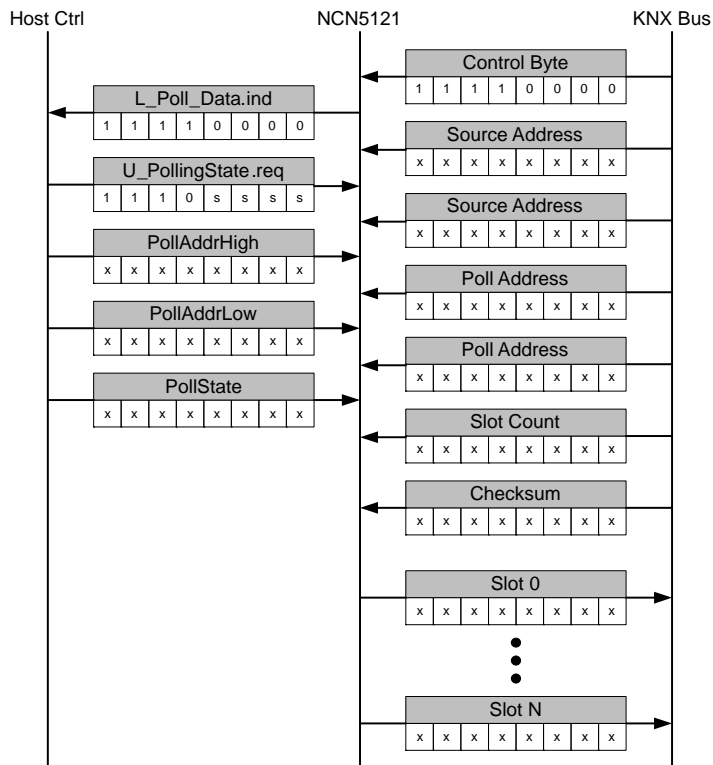 Host Ctrl NCN5121 KNX Bus
Control Byte
1 1 1 1 0 0 0 0
L_Poll_Data.ind
1 1 1 1 0 0 0 0
Source Address
x x x x x x x x
U_PollingState.req
1 1 1 0 s s s s
Source Address
x x x x x x x x
PollAddrHigh
x x x x x x x x
Poll Address
x x x x x x x x
PollAddrLow
x x x x x x x x
Poll Address
x x x x x x x x
PollState
x x x x x x x x
Slot Count
x x x x x x x x
Checksum
x x x x x x x x
Slot 0
x x x x x x x x
Slot N
x x x x x x x x